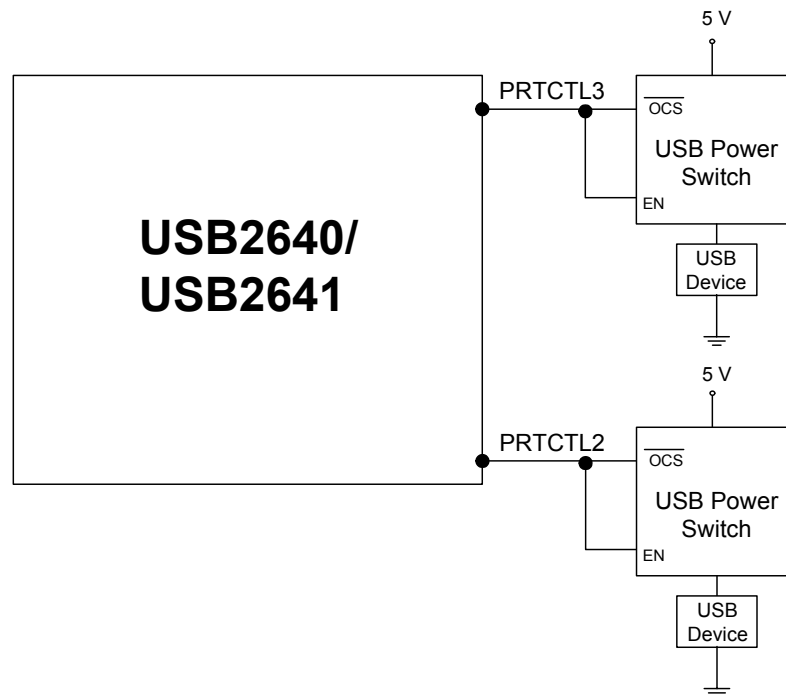 5 V
PRTCTL3
OCS
USB Power
Switch
EN
USB
Device
USB2640/
USB2641
5 V
PRTCTL2
OCS
USB Power
Switch
EN
USB
Device